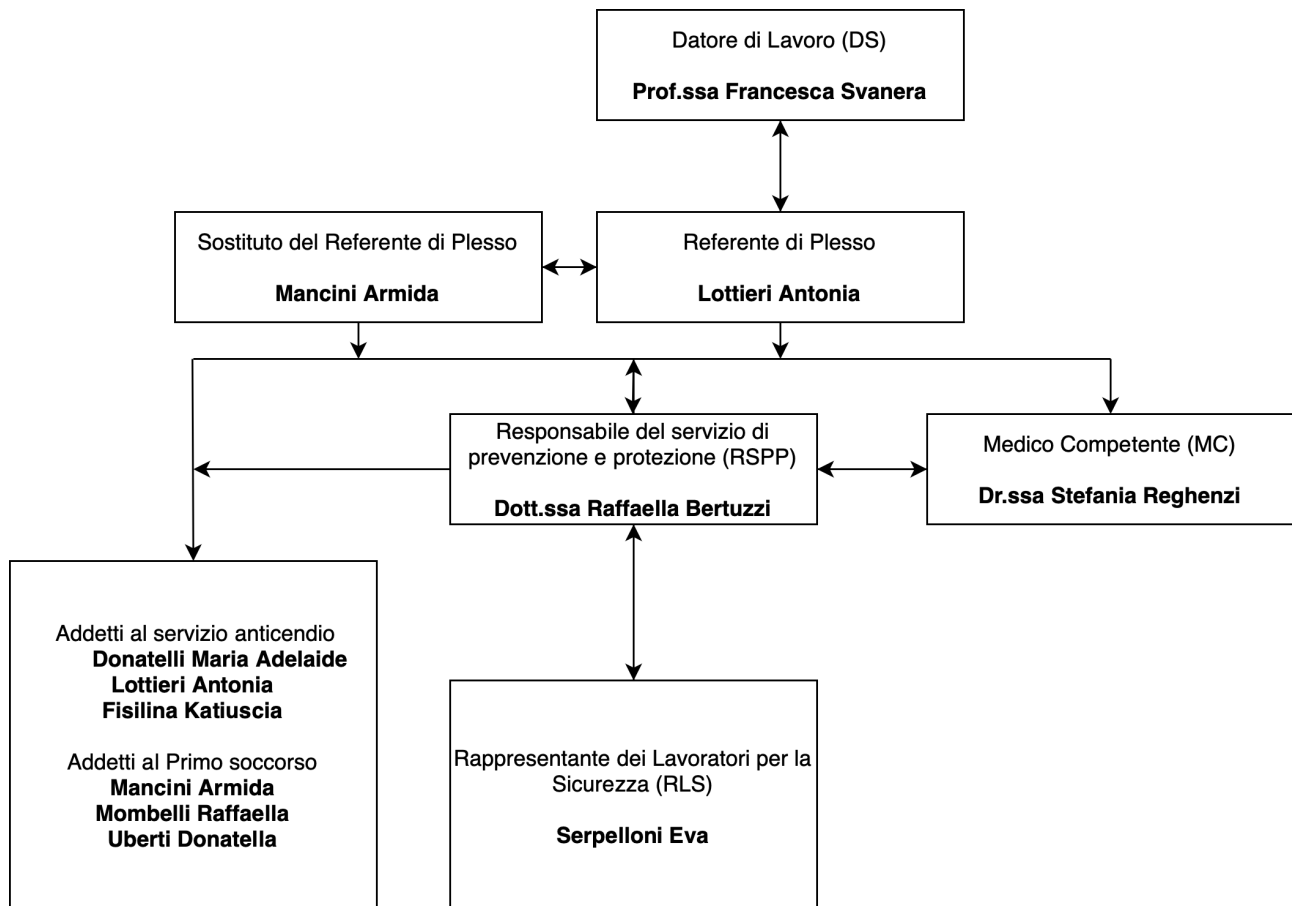 Datore di Lavoro (DS)
Prof.ssa Francesca Svanera
Sostituto del Referente di Plesso
Mancini Armida
Referente di Plesso
Lottieri Antonia
Responsabile del servizio di
prevenzione e protezione (RSPP)
Dott.ssa Raffaella Bertuzzi
Medico Competente (MC)
Dr.ssa Stefania Reghenzi
Addetti al servizio anticendio
Donatelli Maria Adelaide
Lottieri Antonia
Fisilina Katiuscia
Addetti al Primo soccorso
Mancini Armida
Mombelli Raffaella
Uberti Donatella
Rappresentante dei Lavoratori per la
Sicurezza (RLS)
Serpelloni Eva